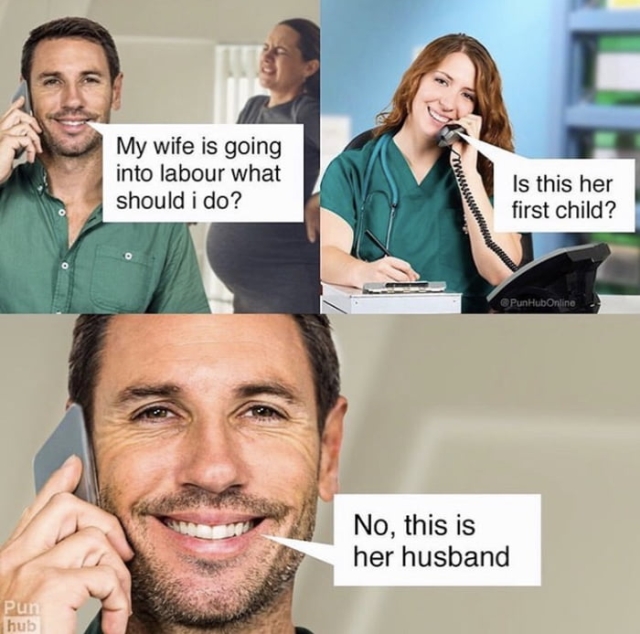 My wife is going
into labour what
should i do?
Is this her
first child?
@PunHubOnline
No, this is
her husband
Pun
hub